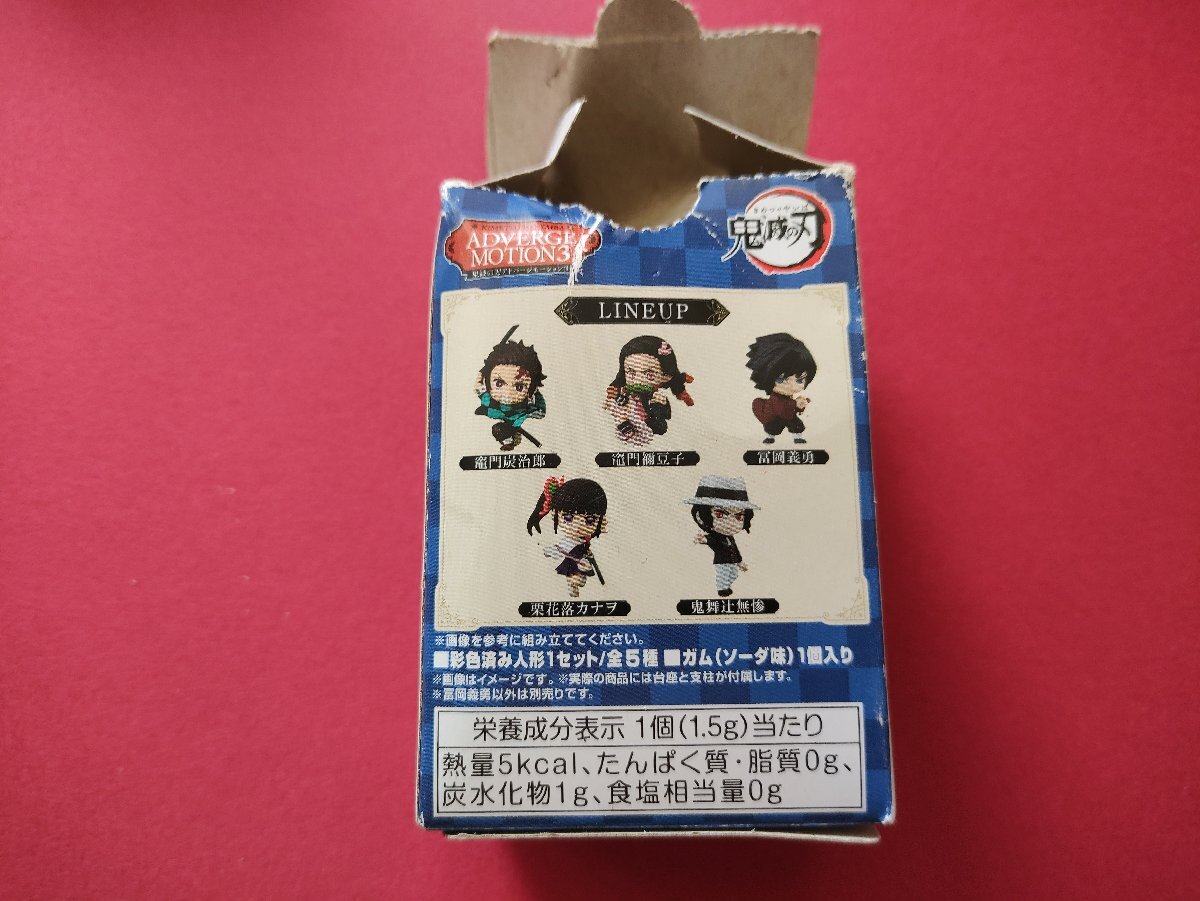 ADVERGE
MOTION3
きめつのやいば
鬼滅の刃
LINEUP
竈門炭治郎
竈門禰豆子
冨岡義勇
栗花落カナヲ
鬼舞辻無惨
※画像を参考に組み立ててください。
■彩色済み人形1セット/全5種 ■ガム(ソーダ味)1個入り
※画像はイメージです。※実際の商品には台座と支柱が付属します。
※冨岡義勇以外は別売りです。
栄養成分表示 1個(1.5g)当たり
熱量5kcal、たんぱく質・脂質0g、
炭水化物1g、食塩相当量0g